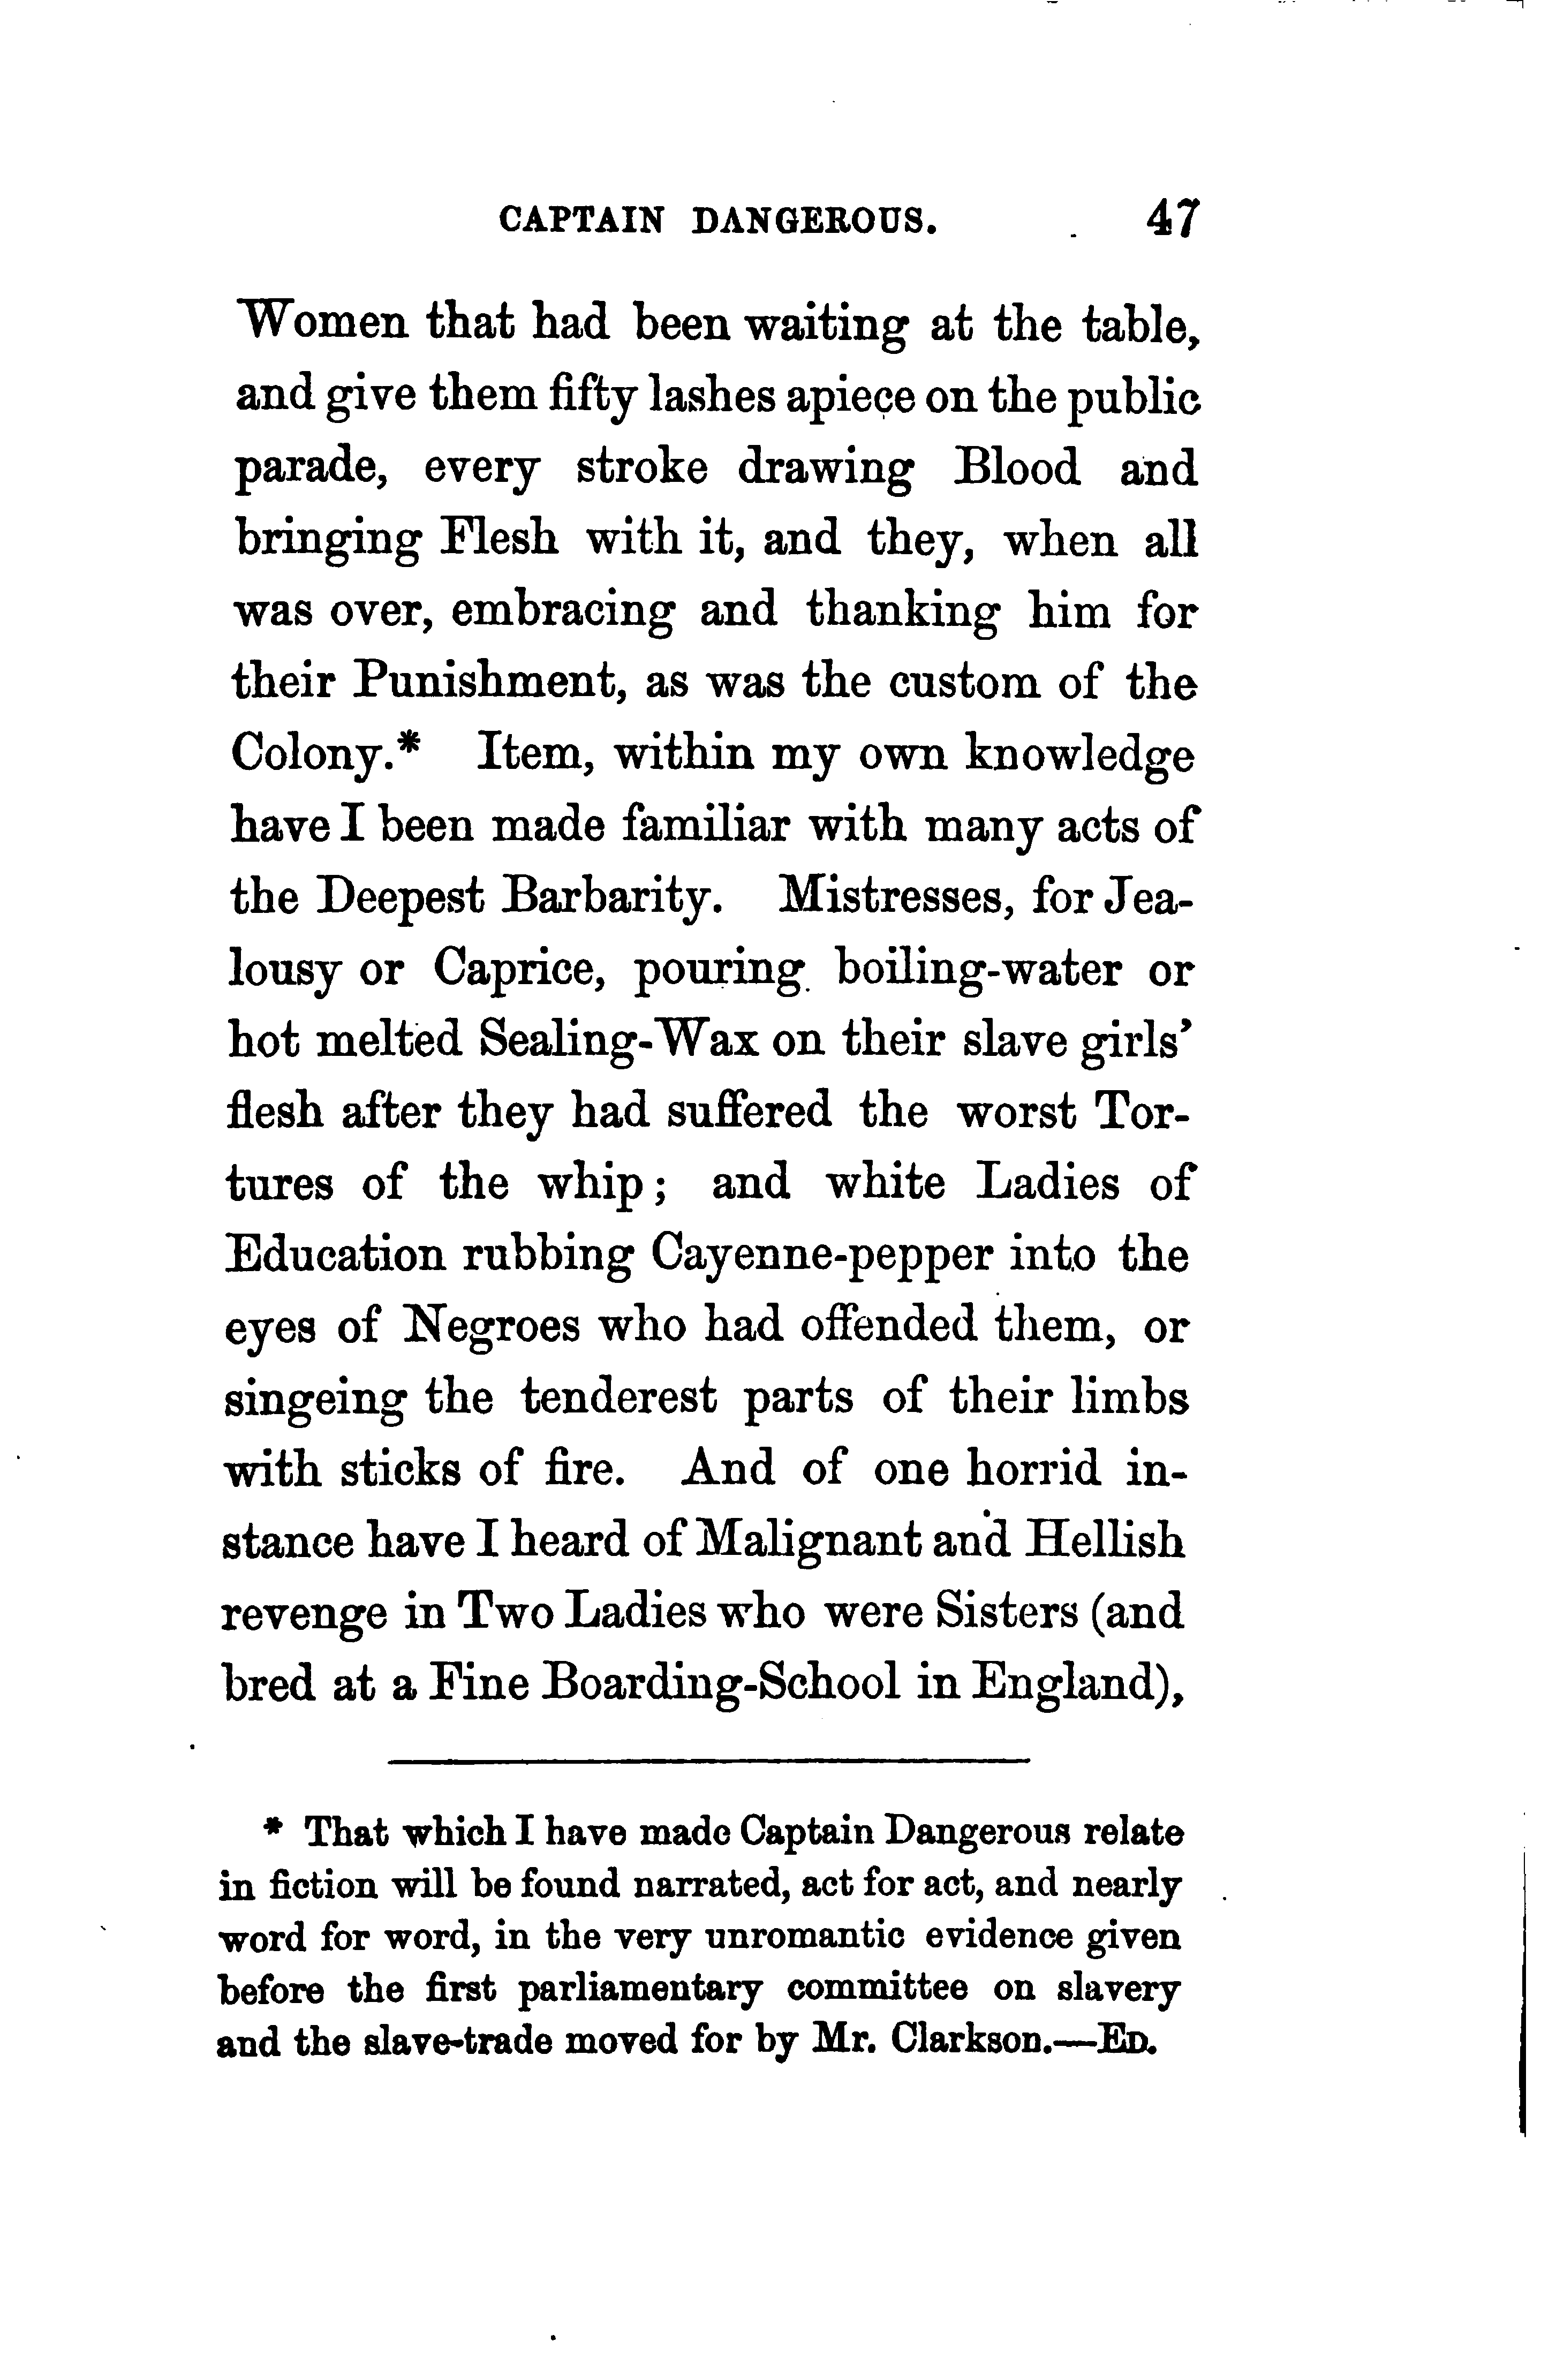 CAPTAIN DANGEROUS. 47
Women that had been waiting at the table,
and give them fifty lashes apiece on the public
parade, every stroke drawing Blood and
bringing Flesh with it, and they, when all
was over, embracing and thanking him for
their Punishment, as was the custom of the
Colony.* Item, within my own knowledge
have I been made familiar with many acts of
the Deepest Barbarity. Mistresses, for Jea-
lousy or Caprice, pouring boiling-water or
hot melted Sealing-Wax on their slave girls'
flesh after they had suffered the worst Tor-
tures of the whip; and white Ladies of
Education rubbing Cayenne-pepper into the
eyes of Negroes who had offended them, or
singeing the tenderest parts of their limbs
with sticks of fire. And of one horrid in-
stance have I heard of Malignant and Hellish
revenge in Two Ladies who were Sisters (and
bred at a Fine Boarding-School in England),
* That which I have made Captain Dangerous relate
in fiction will be found narrated, act for act, and nearly
word for word, in the very unromantic evidence given
before the first parliamentary committee on slavery
and the slave-trade moved for by Mr. Clarkson.—ED.